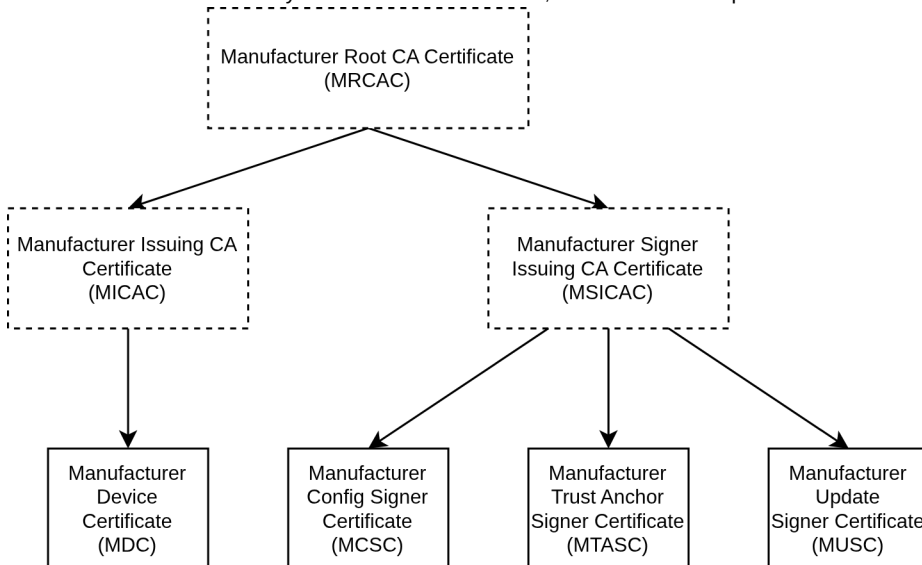 Manufacturer Root CA Certificate
(MRCAC)
Manufacturer Issuing CA
Certificate
(MICAC)
Manufacturer Signer
Issuing CA Certificate
(MSICAC)
Manufacturer
Device
Certificate
(MDC)
Manufacturer
Config Signer
Certificate
(MCSC)
Manufacturer
Trust Anchor
Signer Certificate
(MTASC)
Manufacturer
Update
Signer Certificate
(MUSC)